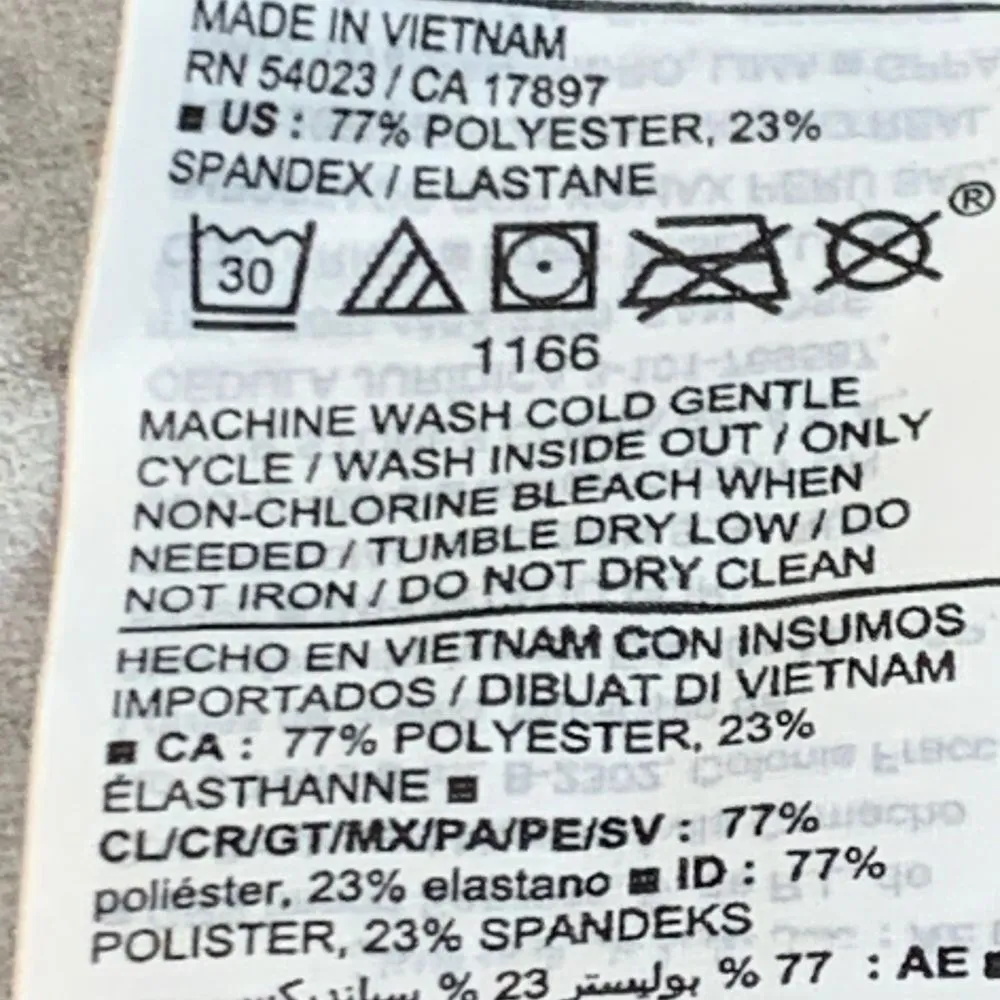 MADE IN VIETNAM
RN 54023 / CA 17897
■ US : 77% POLYESTER, 23%
SPANDEX / ELASTANE
30 ®
1166
MACHINE WASH COLD GENTLE
CYCLE / WASH INSIDE OUT / ONLY
NON-CHLORINE BLEACH WHEN
NEEDED / TUMBLE DRY LOW / DO
NOT IRON / DO NOT DRY CLEAN
HECHO EN VIETNAM CON INSUMOS
IMPORTADOS / DIBUAT DI VIETNAM
■ CA : 77% POLYESTER, 23%
ÉLASTHANNE ■
CL/CR/GT/MX/PA/PE/SV : 77%
poliéster, 23% elastano ■ ID : 77%
POLISTER, 23% SPANDEKS
■ AE : 77 % بوليستر 23 % سباندكس